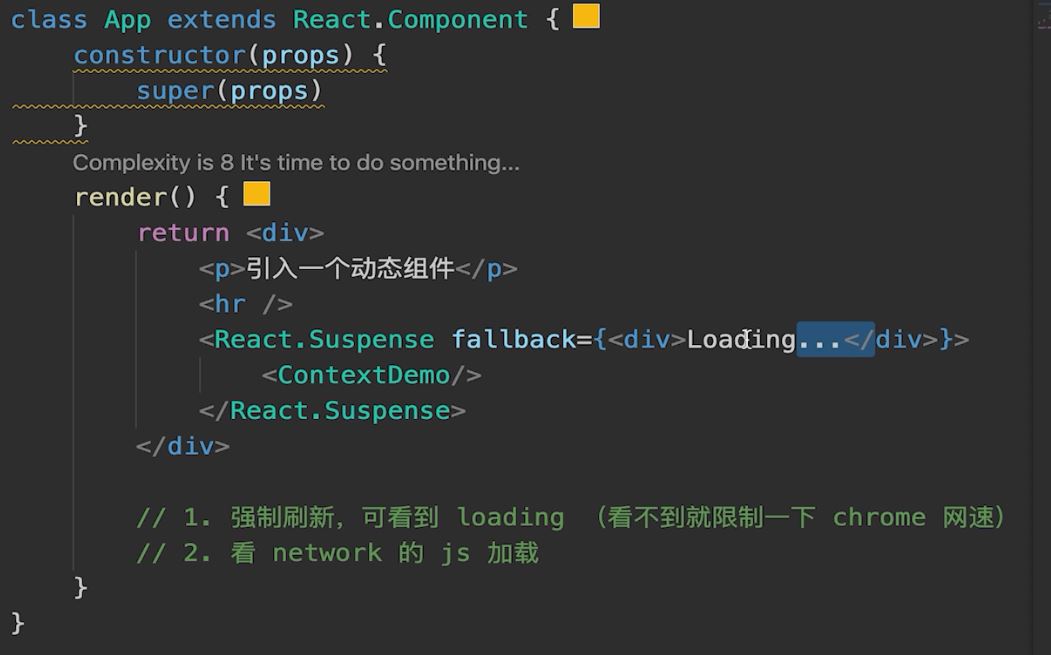 class App extends React.Component {
constructor(props) {
super(props)
}
Complexity is 8 It's time to do something...
render() {
return <div>
<p>引入一个动态组件</p>
<hr />
<React.Suspense fallback={<div>Loading...</div>}>
<ContextDemo/>
</React.Suspense>
</div>
// 1. 强制刷新，可看到 loading （看不到就限制一下 chrome 网速）
// 2. 看 network 的 js 加载
}
}